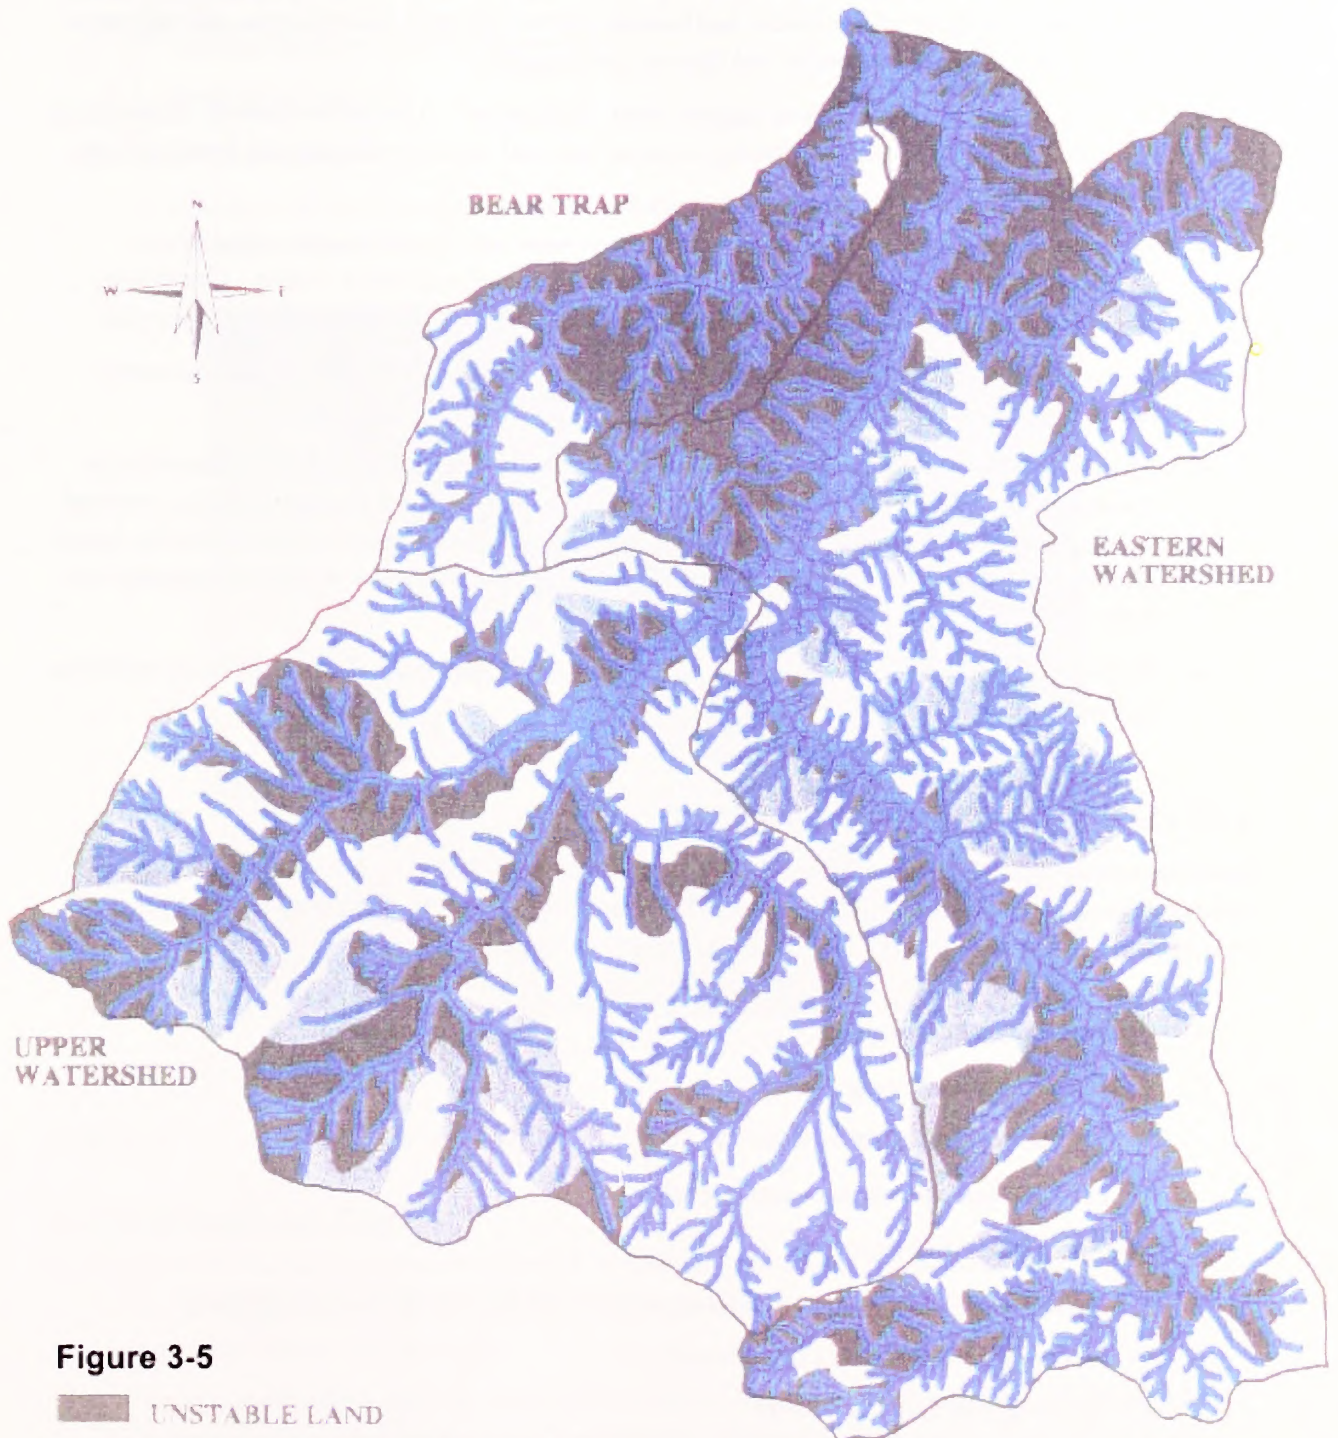 BEAR TRAP
N
W E
S
EASTERN
WATERSHED
UPPER
WATERSHED
Figure 3-5
UNSTABLE LAND